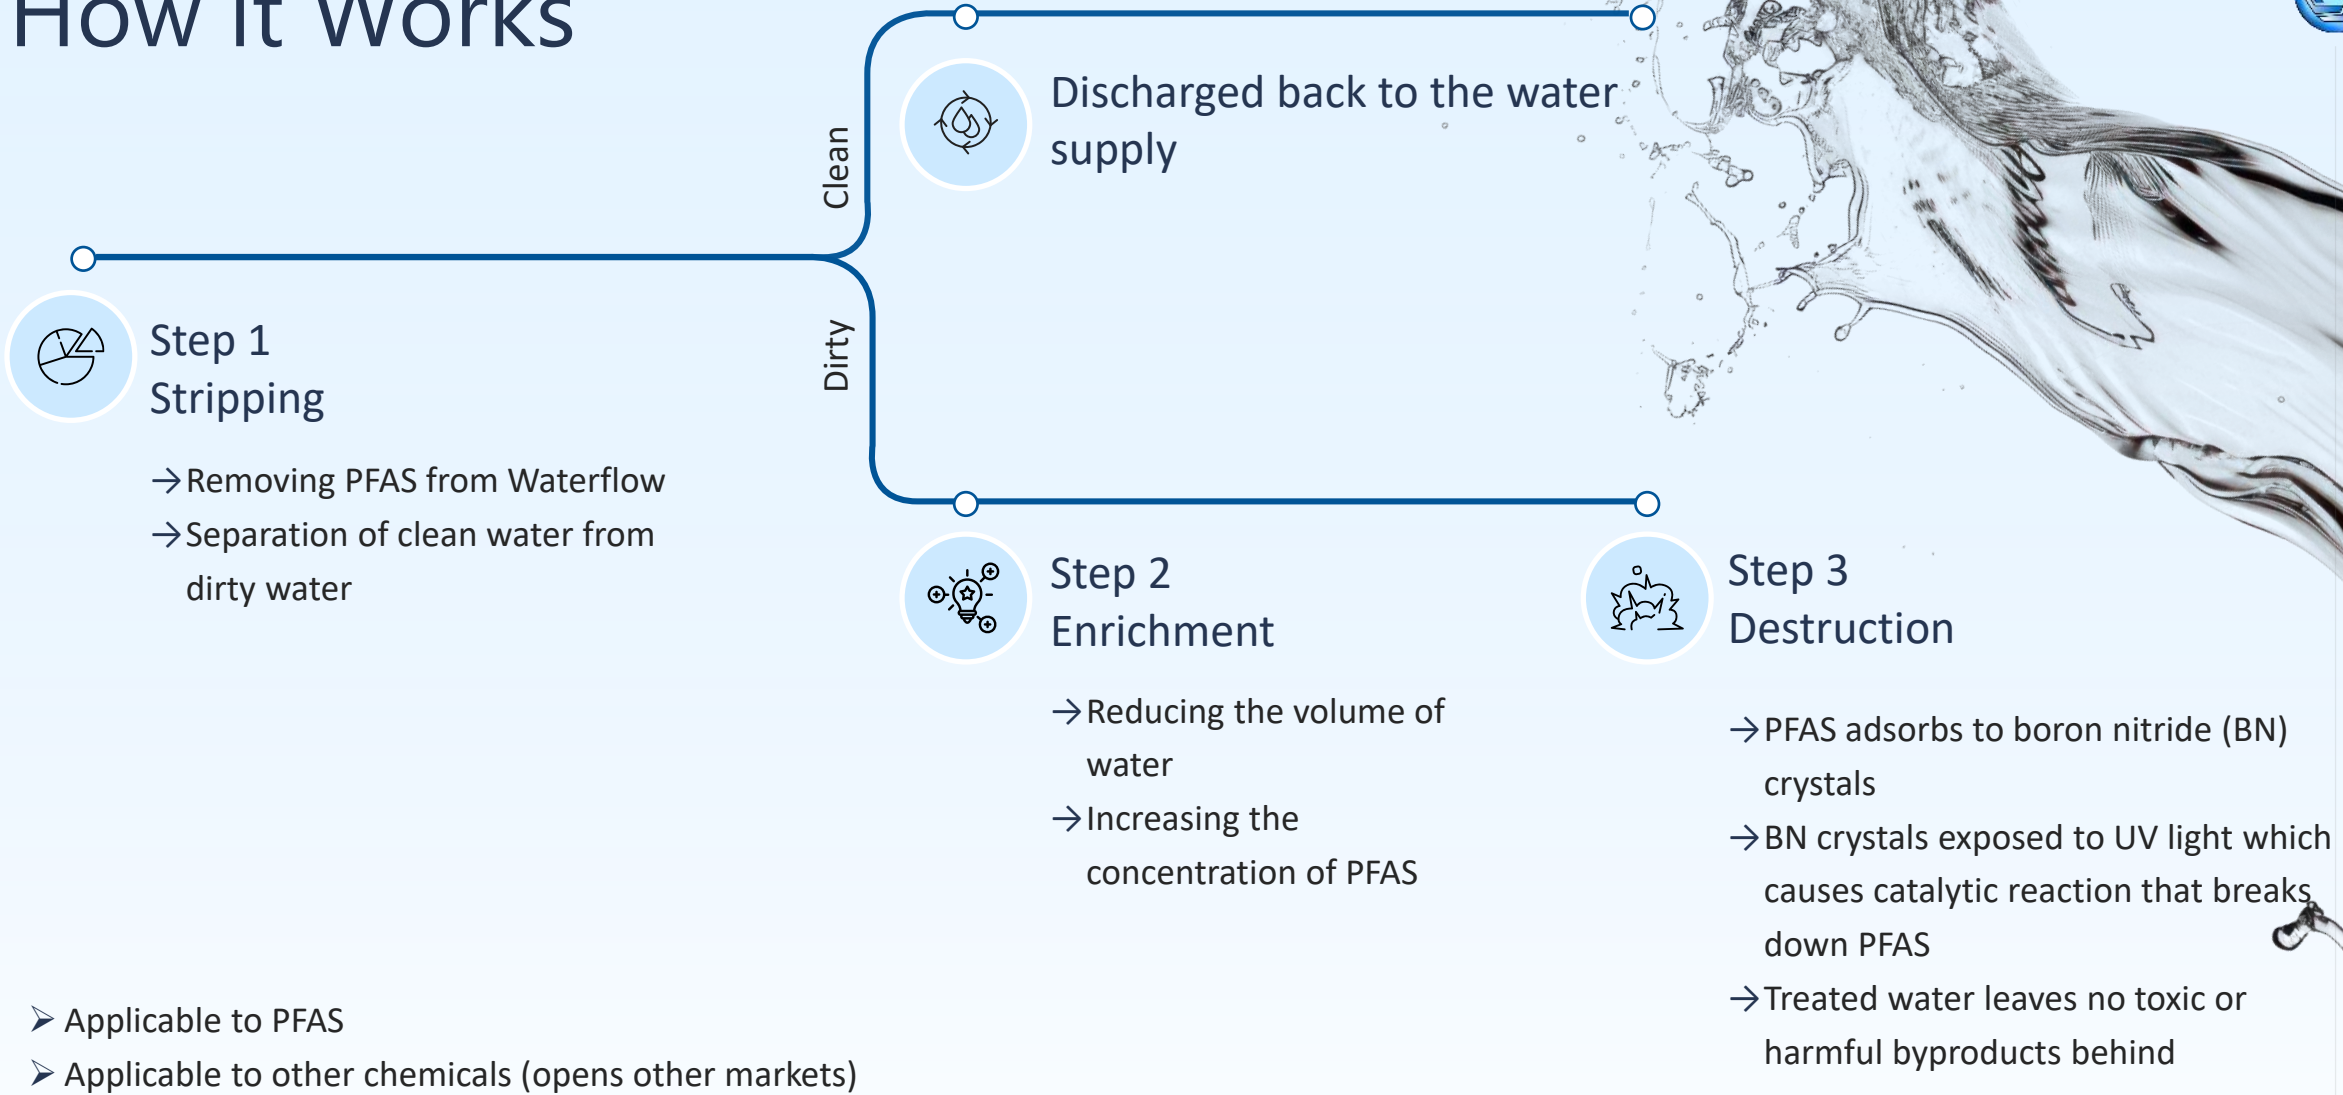 How It Works
Clean
Discharged back to the water
supply
Dirty
Step 1
Stripping
→Removing PFAS from Waterflow
→Separation of clean water from
dirty water
Step 2
Enrichment
→Reducing the volume of
water
→Increasing the
concentration of PFAS
Step 3
Destruction
→PFAS adsorbs to boron nitride (BN)
crystals
→BN crystals exposed to UV light which
causes catalytic reaction that breaks
down PFAS
→Treated water leaves no toxic or
harmful byproducts behind
➢ Applicable to PFAS
➢ Applicable to other chemicals (opens other markets)